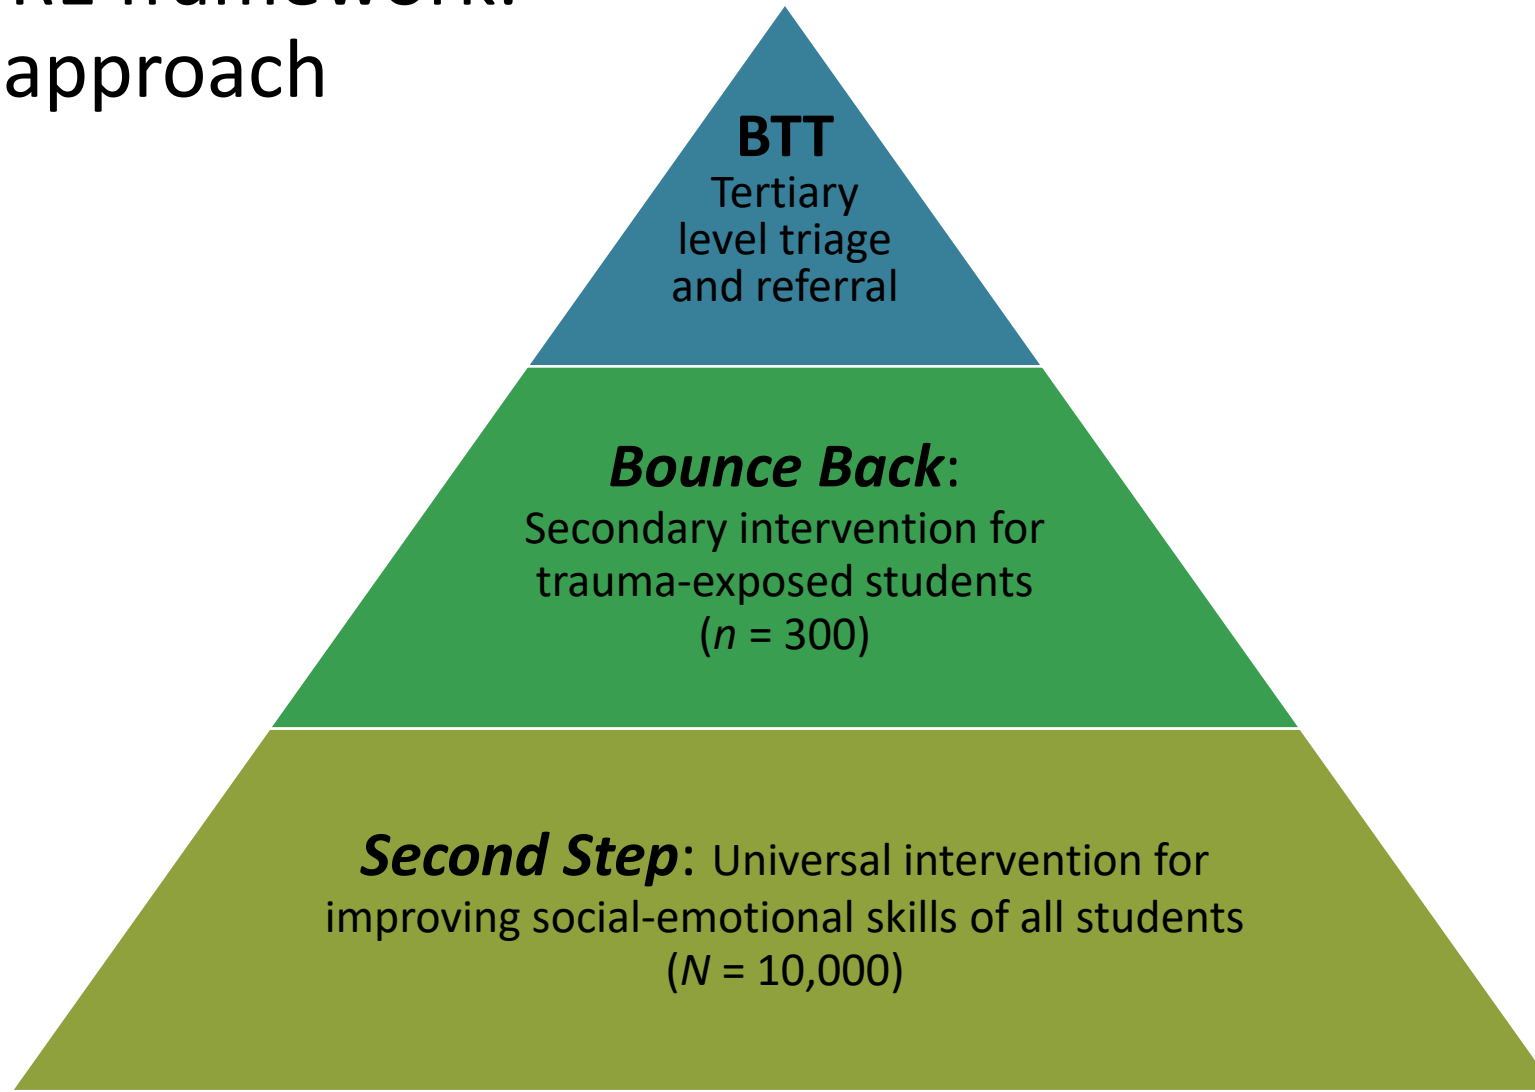 framework:
approach
BTT
Tertiary
level triage
and referral
Bounce Back:
Secondary intervention for
trauma-exposed students
(n = 300)
Second Step: Universal intervention for
improving social-emotional skills of all students
(N = 10,000)